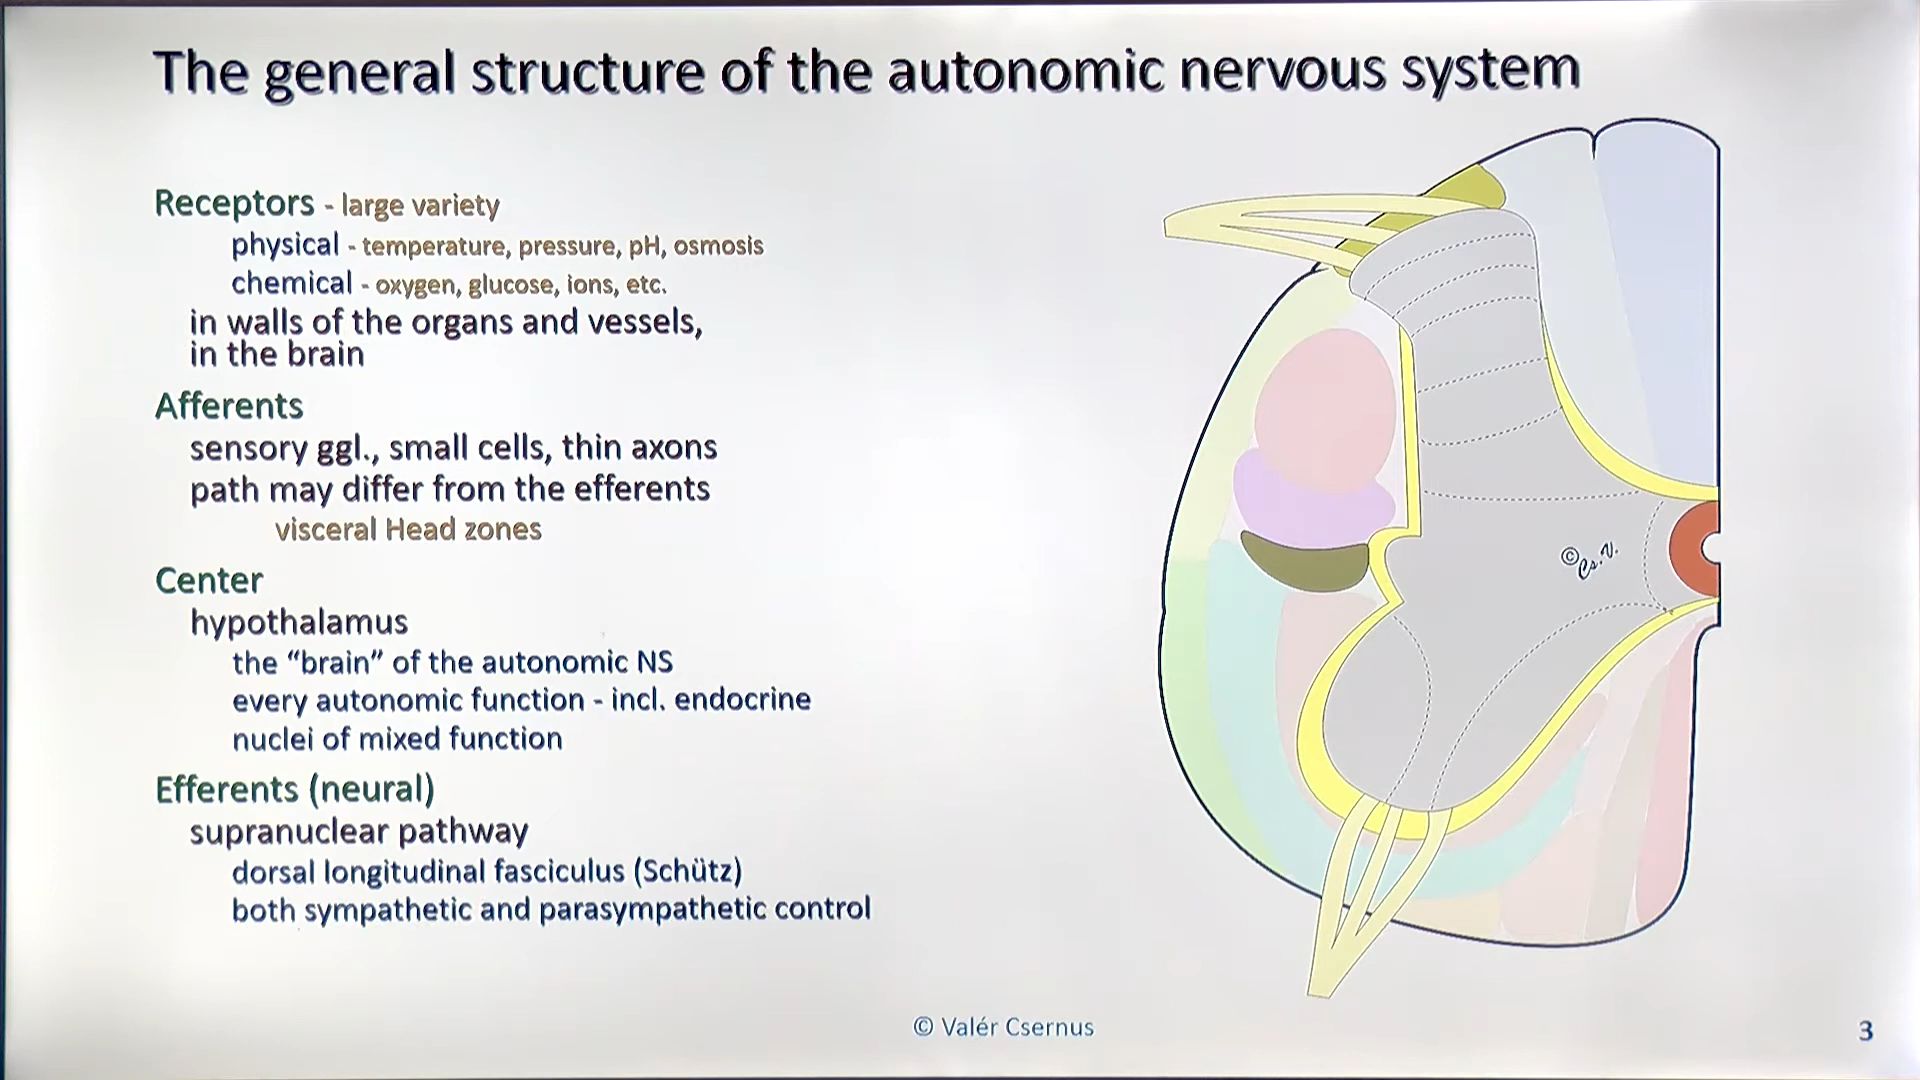 The general structure of the autonomic nervous system
Receptors - large variety
physical - temperature, pressure, pH, osmosis
chemical - oxygen, glucose, ions, etc.
in walls of the organs and vessels,
in the brain
Afferents
sensory ggl., small cells, thin axons
path may differ from the efferents
visceral Head zones
Center
hypothalamus
the “brain” of the autonomic NS
every autonomic function - incl. endocrine
nuclei of mixed function
Efferents (neural)
supranuclear pathway
dorsal longitudinal fasciculus (Schütz)
both sympathetic and parasympathetic control
© Cs. V.
© Valér Csernus
3